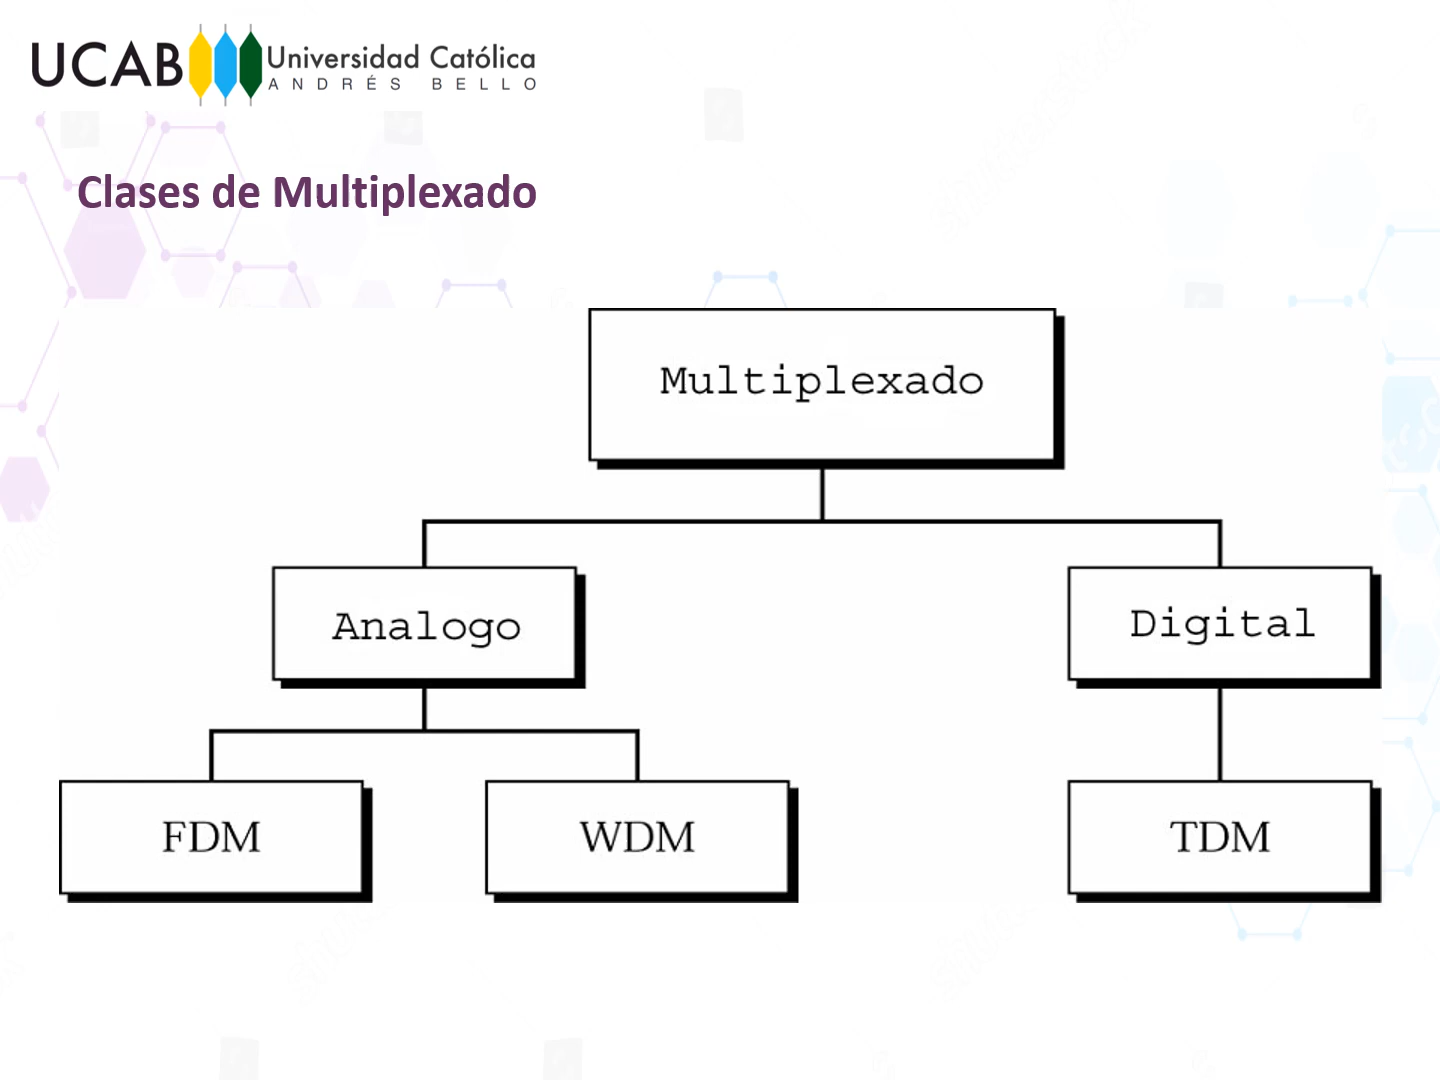 UCAB Universidad Católica
ANDRÉS BELLO
Clases de Multiplexado
Multiplexado
Analogo
Digital
FDM
WDM
TDM